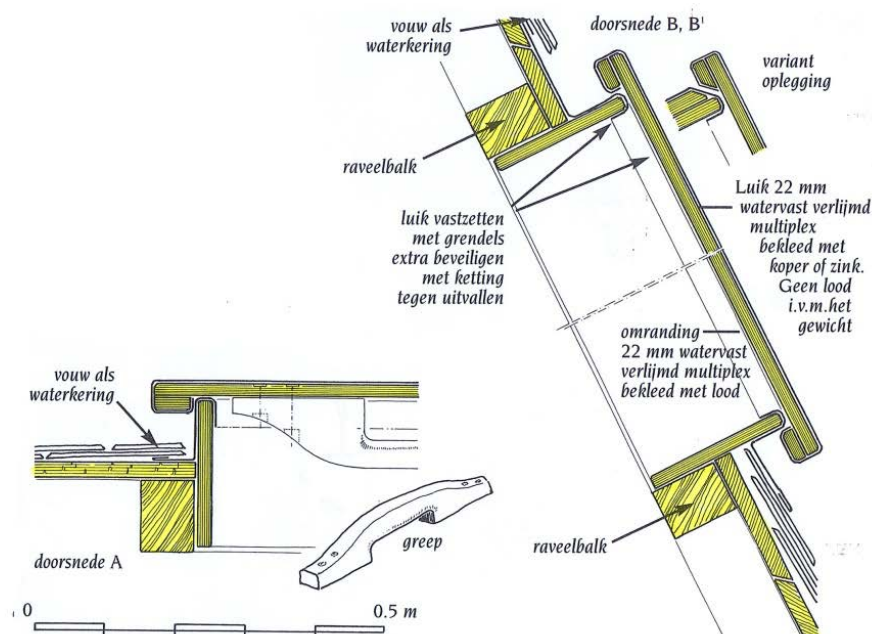 vouw als
waterkering
doorsnede B, B'
variant
oplegging
raveelbalk
luik vastzetten
met grendels
extra beveiligen
met ketting
tegen uitvallen
Luik 22 mm
watervast verlijmd
multiplex
bekleed met
koper of zink.
Geen lood
i.v.m.het
gewicht
omranding
22 mm watervast
verlijmd multiplex
bekleed met lood
vouw als
waterkering
greep
doorsnede A
raveelbalk
0
0.5 m